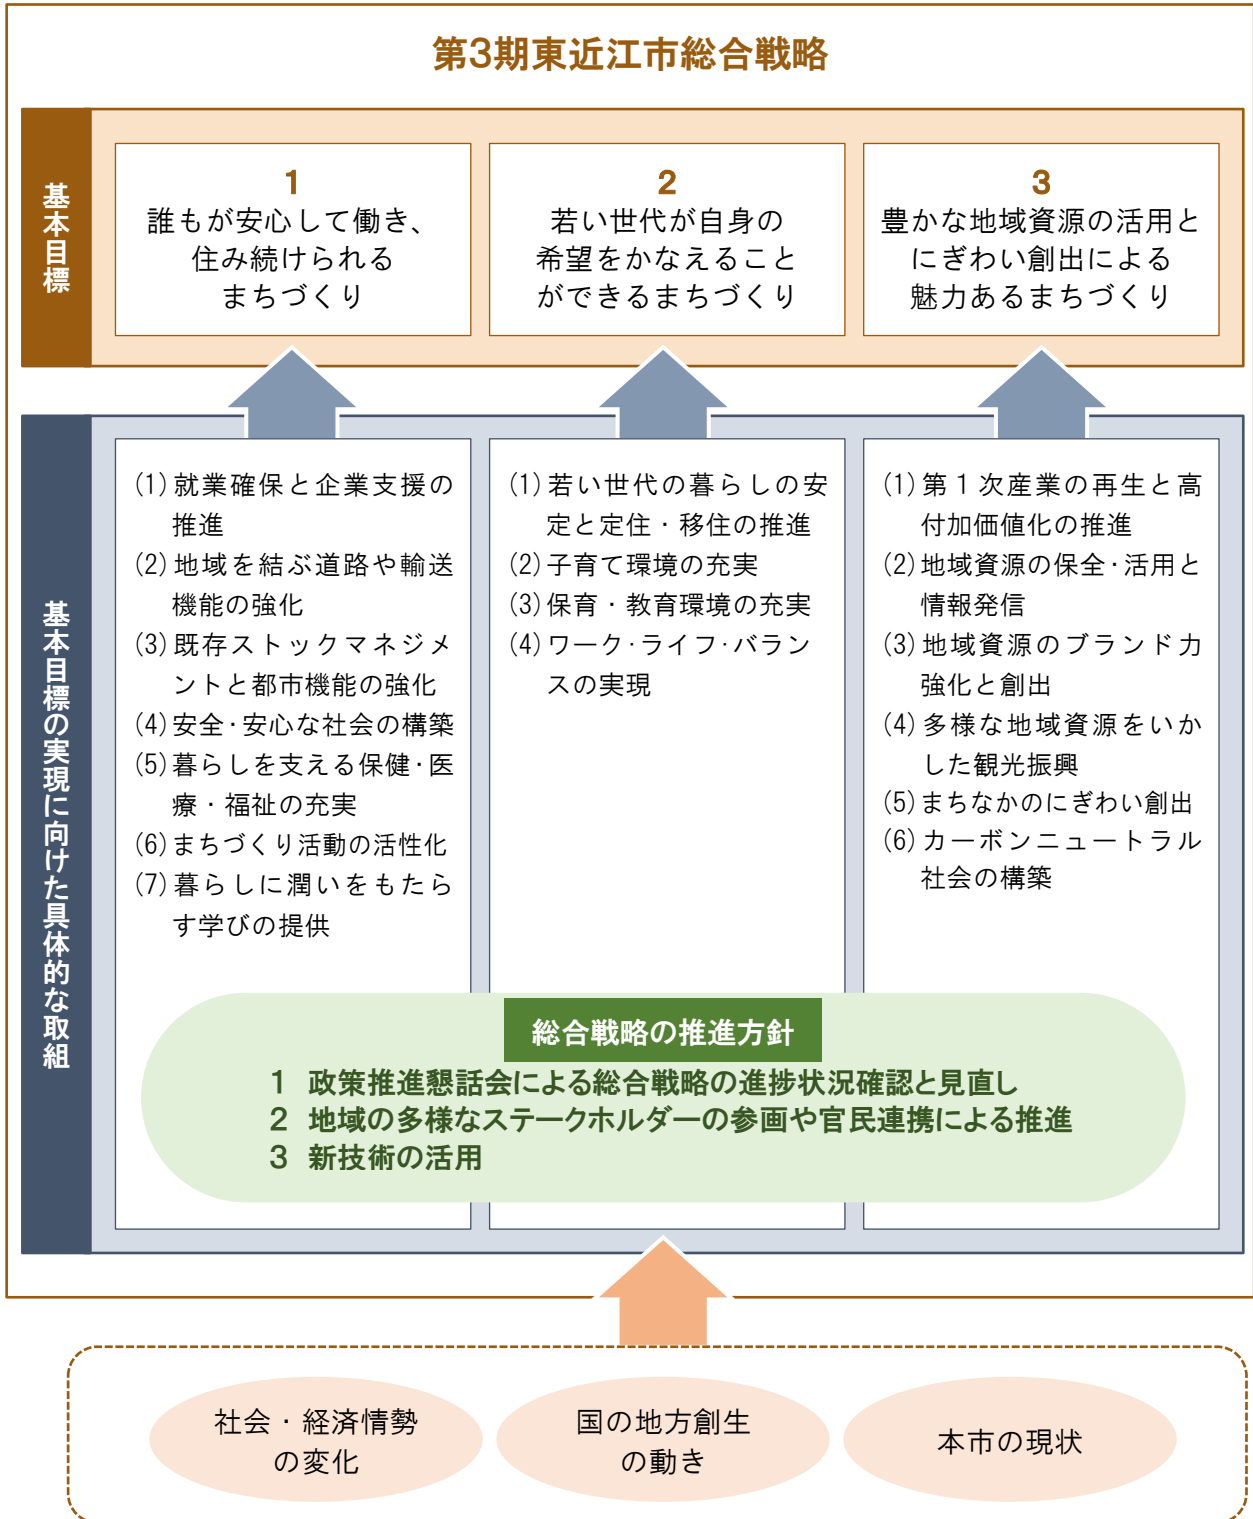 第3期東近江市総合戦略
基本目標
1
誰もが安心して働き、
住み続けられる
まちづくり
2
若い世代が自身の
希望をかなえること
ができるまちづくり
3
豊かな地域資源の活用と
にぎわい創出による
魅力あるまちづくり
基本目標の実現に向けた具体的な取組
(1)就業確保と企業支援の
推進
(2)地域を結ぶ道路や輸送
機能の強化
(3)既存ストックマネジメ
ントと都市機能の強化
(4)安全・安心な社会の構築
(5)暮らしを支える保健・医
療・福祉の充実
(6)まちづくり活動の活性化
(7)暮らしに潤いをもたら
す学びの提供
(1)若い世代の暮らしの安
定と定住・移住の推進
(2)子育て環境の充実
(3)保育・教育環境の充実
(4)ワーク・ライフ・バラン
スの実現
(1)第1次産業の再生と高
付加価値化の推進
(2)地域資源の保全・活用と
情報発信
(3)地域資源のブランド力
強化と創出
(4)多様な地域資源をいか
した観光振興
(5)まちなかのにぎわい創出
(6)カーボンニュートラル
社会の構築
総合戦略の推進方針
1 政策推進懇話会による総合戦略の進捗状況確認と見直し
2 地域の多様なステークホルダーの参画や官民連携による推進
3 新技術の活用
社会・経済情勢
の変化
国の地方創生
の動き
本市の現状